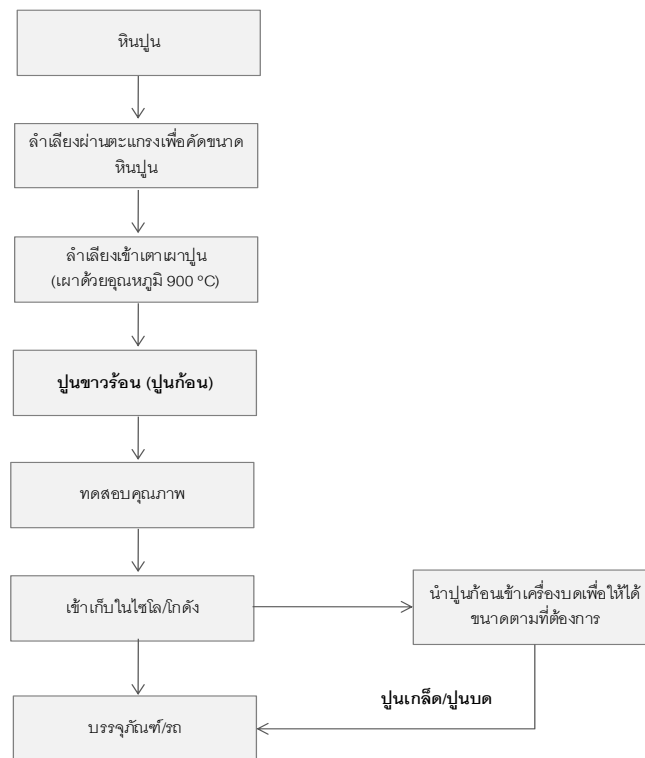 หินปูน
ลำเลียงผ่านตะแกรงเพื่อคัดขนาด
หินปูน
ลำเลียงเข้าเตาเผาปูน
(เผาด้วยอุณหภูมิ 900 ºC)
ปูนขาวร้อน (ปูนก้อน)
ทดสอบคุณภาพ
เข้าเก็บในไซโล/โกดัง
นำปูนก้อนเข้าเครื่องบดเพื่อให้ได้
ขนาดตามที่ต้องการ
ปูนเกล็ด/ปูนบด
บรรจุภัณฑ์/รถ